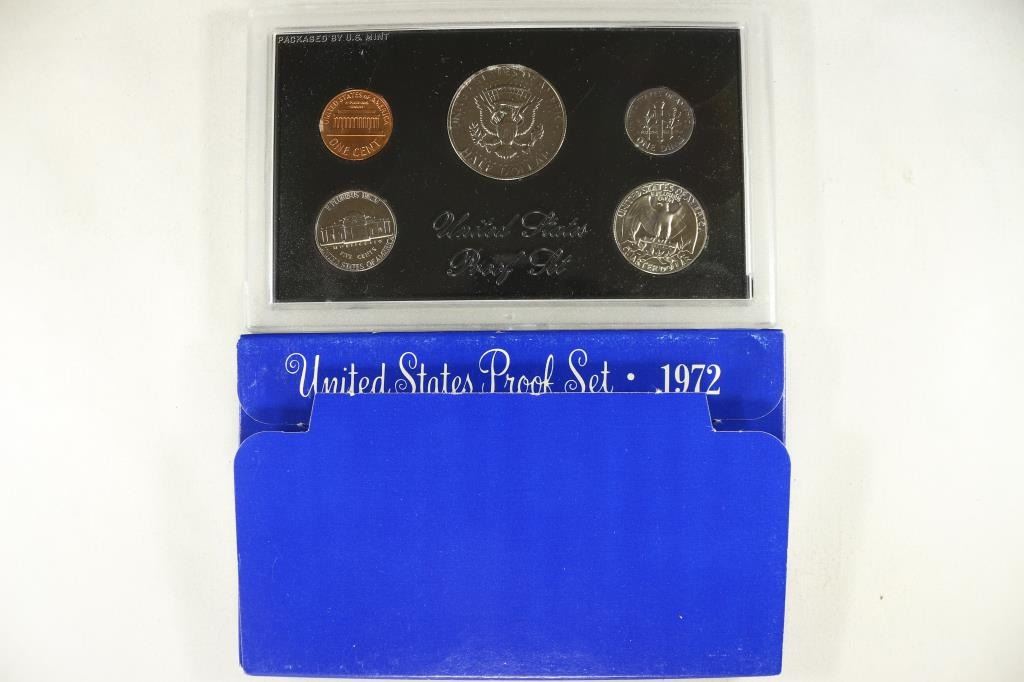 PACKAGED BY U.S. MINT
UNITED STATES OF AMERICA
ONE CENT
HALF DOLLAR
ONE DIME
E PLURIBUS UNUM
MONTICELLO
FIVE CENTS
UNITED STATES OF AMERICA
UNITED STATES OF AMERICA
QUARTER DOLLAR
United States
Proof Set
United States Proof Set · 1972